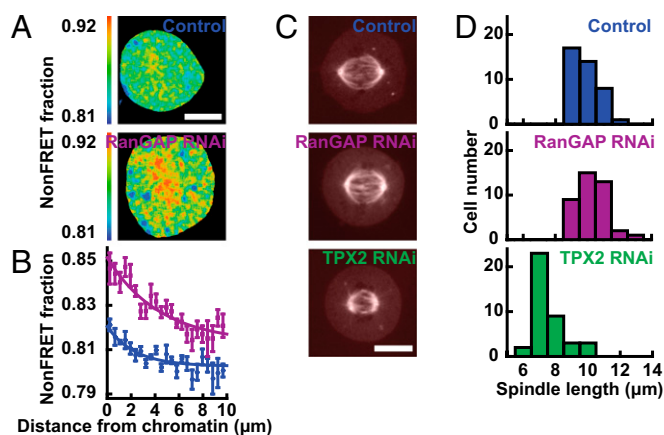 A
0.92
Control
NonFRET fraction
0.81
0.92
RanGAP RNAi
NonFRET fraction
0.81
B
0.85
0.83
0.81
0.79
NonFRET fraction
0 2 4 6 8 10
Distance from chromatin (µm)
C
Control
RanGAP RNAi
TPX2 RNAi
D
Control
20
10
0
RanGAP RNAi
20
10
0
Cell number
TPX2 RNAi
20
10
0
6 8 10 12 14
Spindle length (µm)